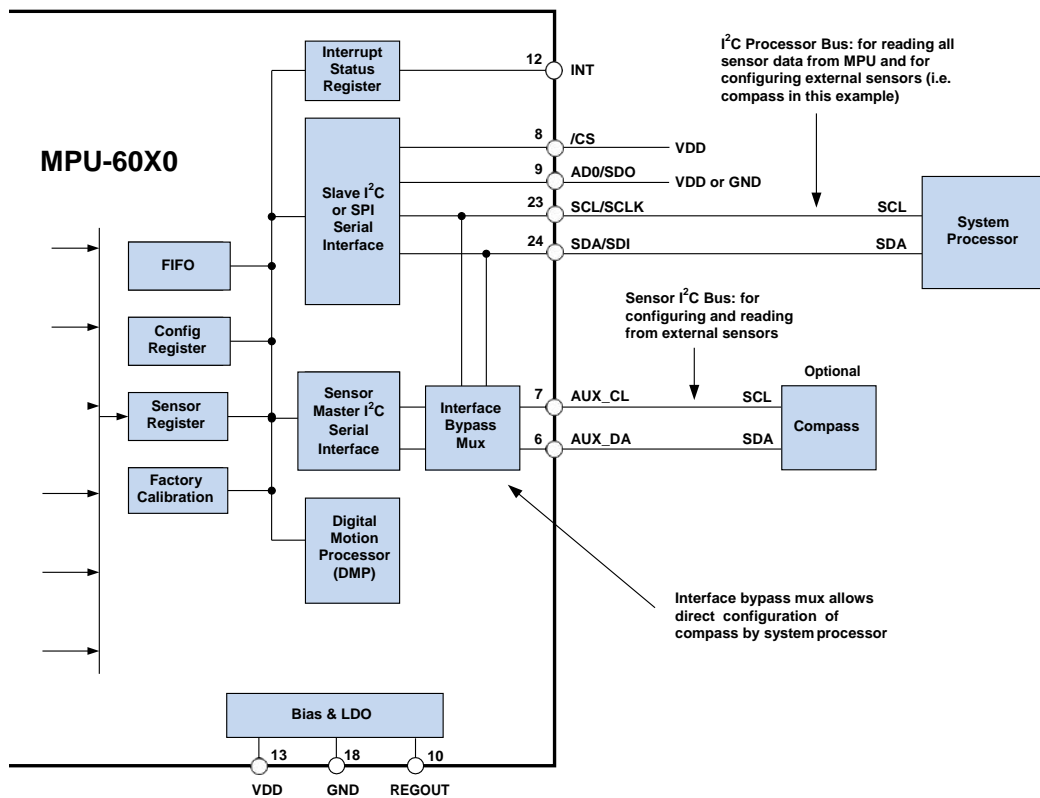 MPU-60X0
Interrupt
Status
Register
12
INT
I²C Processor Bus: for reading all
sensor data from MPU and for
configuring external sensors (i.e.
compass in this example)
Slave I²C
or SPI
Serial
Interface
8
/CS
VDD
9
AD0/SDO
VDD or GND
23
SCL/SCLK
SCL
24
SDA/SDI
SDA
System
Processor
FIFO
Config
Register
Sensor
Register
Factory
Calibration
Sensor I²C Bus: for
configuring and reading
from external sensors
Sensor
Master I²C
Serial
Interface
Interface
Bypass
Mux
7
AUX_CL
SCL
6
AUX_DA
SDA
Optional
Compass
Digital
Motion
Processor
(DMP)
Interface bypass mux allows
direct configuration of
compass by system processor
Bias & LDO
13
18
10
VDD
GND
REGOUT